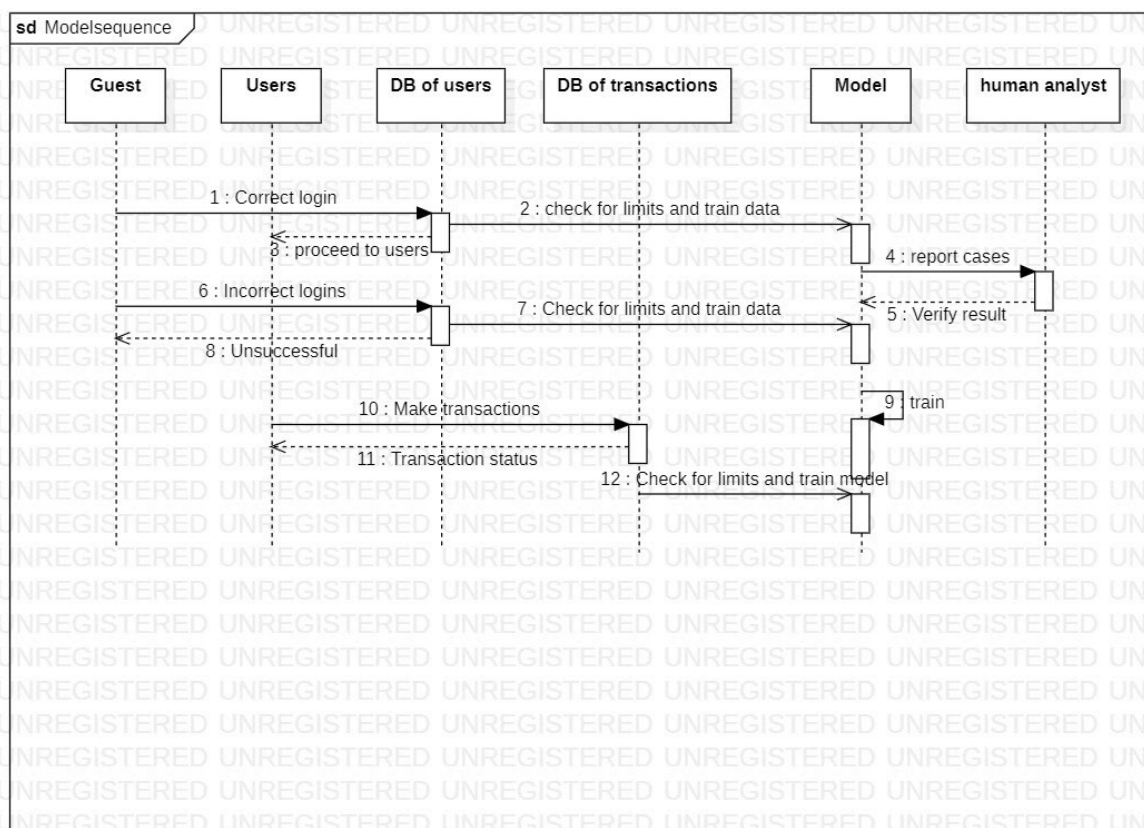 sd Modelsequence
Guest
Users
DB of users
DB of transactions
Model
human analyst
1 : Correct login
2 : check for limits and train data
3 : proceed to users
4 : report cases
5 : Verify result
6 : Incorrect logins
7 : Check for limits and train data
8 : Unsuccessful
9 : train
10 : Make transactions
11 : Transaction status
12 : Check for limits and train model
UNREGISTERED